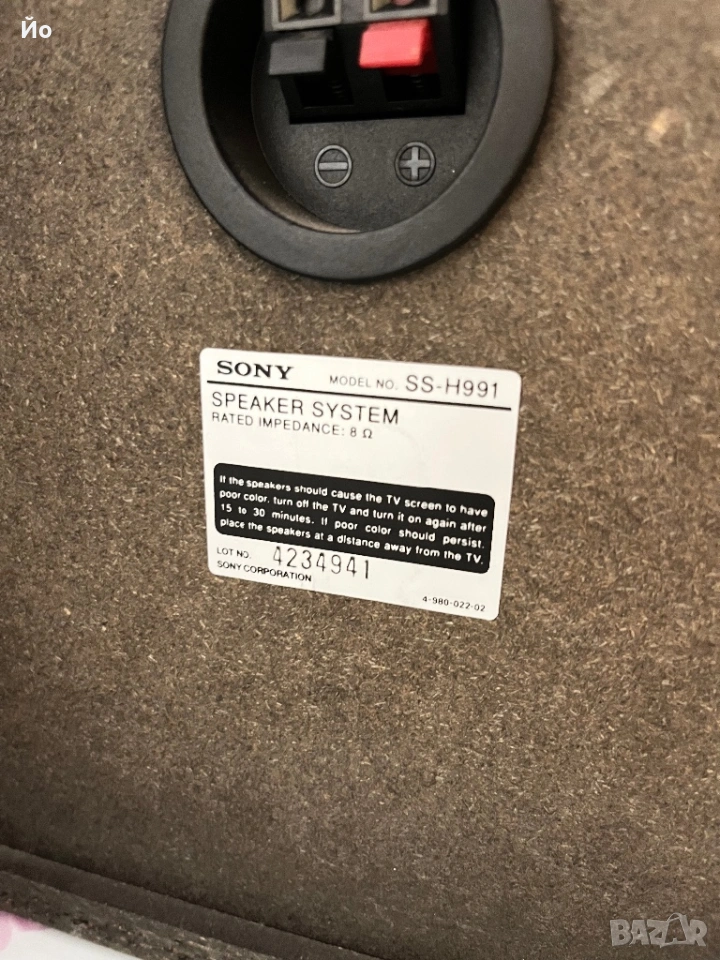 Йо
SONY MODEL NO. SS-H991
SPEAKER SYSTEM
RATED IMPEDANCE: 8 Ω
If the speakers should cause the TV screen to have
poor color, turn off the TV and turn it on again after
15 to 30 minutes. If poor color should persist,
place the speakers at a distance away from the TV.
LOT NO. 4234941
SONY CORPORATION
4-980-022-02
BAZAR